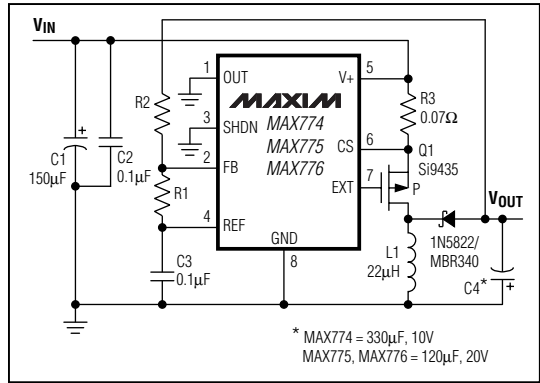 VIN
1
OUT
V+
5
R2
MAXIM
R3
0.07Ω
3
SHDN
MAX774
MAX775
MAX776
CS
6
Q1
Si9435
C1
150µF
C2
0.1µF
2
FB
EXT
7
P
R1
VOUT
4
REF
GND
8
1N5822/
MBR340
L1
22µH
C3
0.1µF
C4*
* MAX774 = 330µF, 10V
MAX775, MAX776 = 120µF, 20V